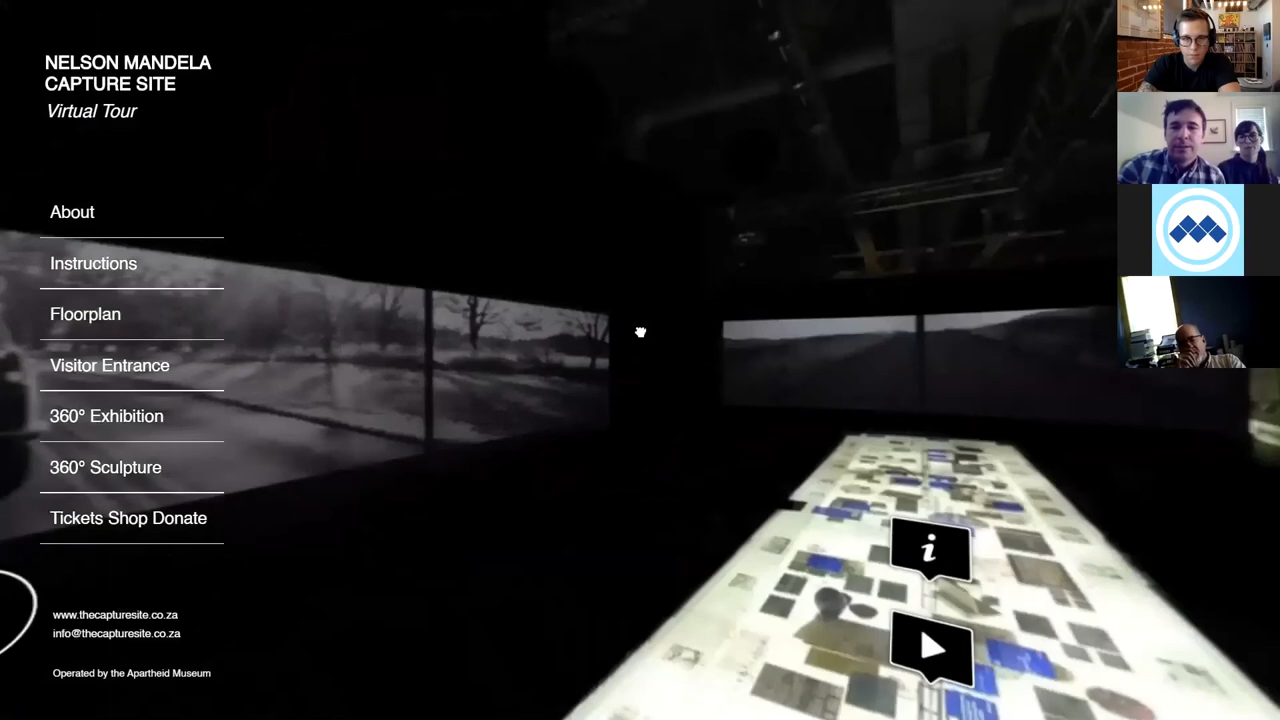 NELSON MANDELA
CAPTURE SITE
Virtual Tour
About
Instructions
Floorplan
Visitor Entrance
360° Exhibition
360° Sculpture
Tickets Shop Donate
www.thecapturesite.co.za
info@thecapturesite.co.za
Operated by the Apartheid Museum
i